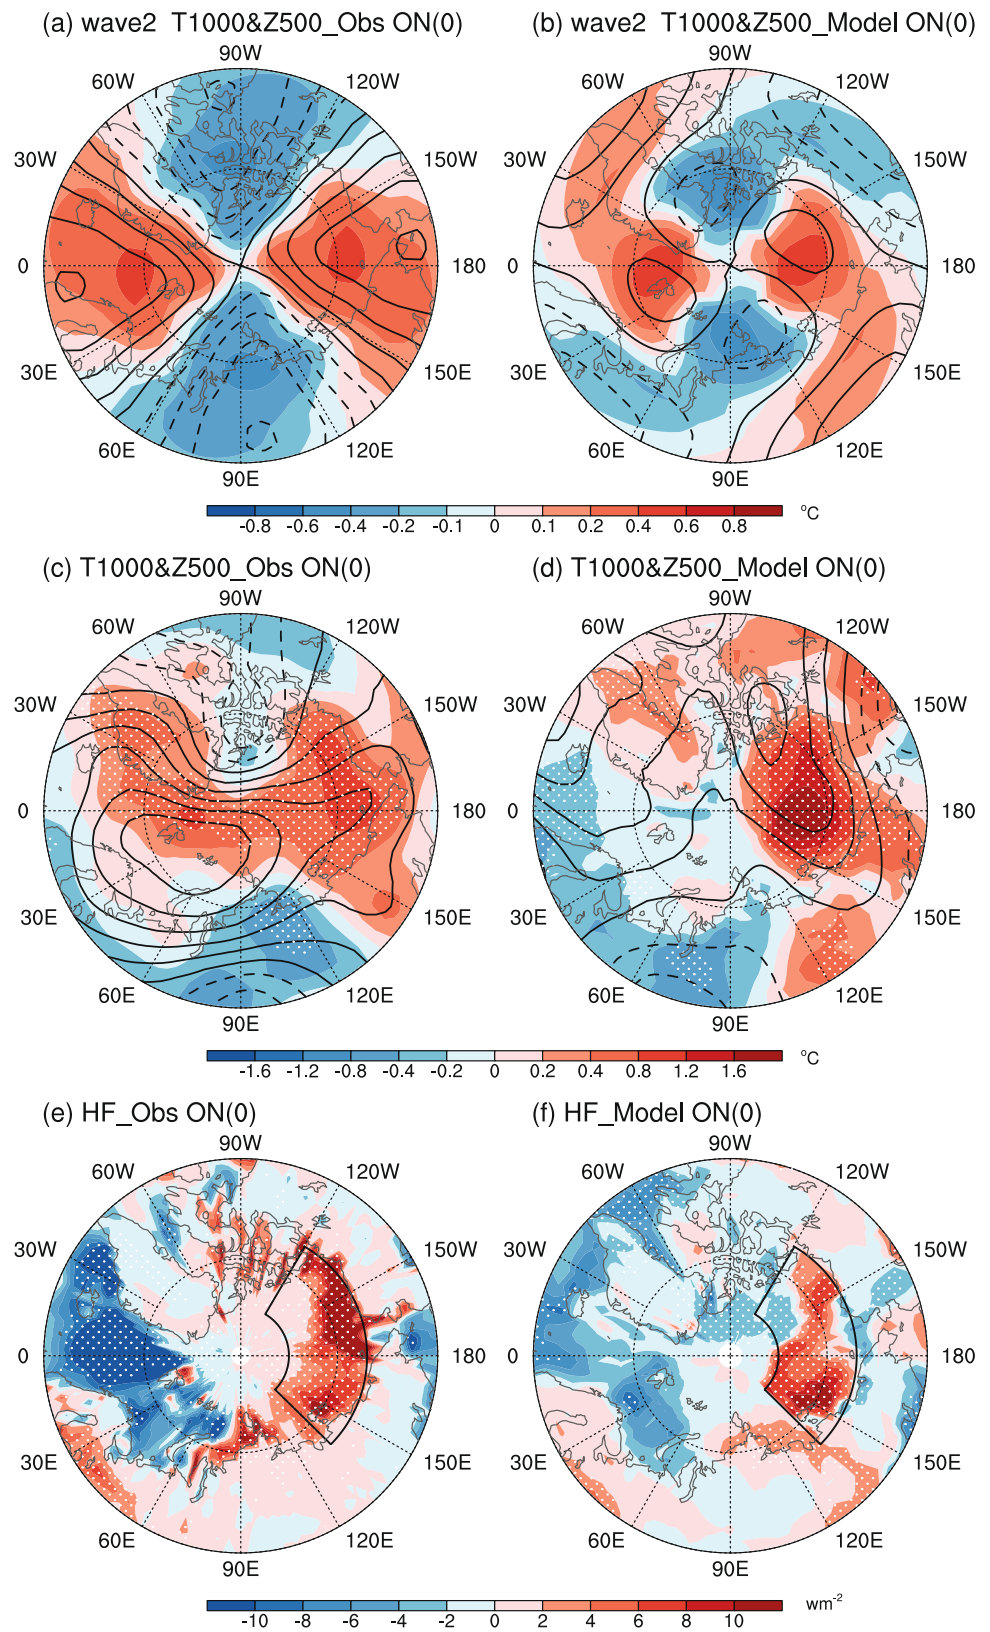 (a) wave2 T1000&Z500_Obs ON(0)
(b) wave2 T1000&Z500_Model ON(0)
90W
90W
60W
120W
60W
120W
30W
150W
30W
150W
0
180
0
180
30E
150E
30E
150E
60E
120E
60E
120E
90E
90E
-0.8 -0.6 -0.4 -0.2 -0.1 0 0.1 0.2 0.4 0.6 0.8 °C
(c) T1000&Z500_Obs ON(0)
(d) T1000&Z500_Model ON(0)
90W
90W
60W
120W
60W
120W
30W
150W
30W
150W
0
180
0
180
30E
150E
30E
150E
60E
120E
60E
120E
90E
90E
-1.6 -1.2 -0.8 -0.4 -0.2 0 0.2 0.4 0.8 1.2 1.6 °C
(e) HF_Obs ON(0)
(f) HF_Model ON(0)
90W
90W
60W
120W
60W
120W
30W
150W
30W
150W
0
180
0
180
30E
150E
30E
150E
60E
120E
60E
120E
90E
90E
-10 -8 -6 -4 -2 0 2 4 6 8 10 wm⁻²